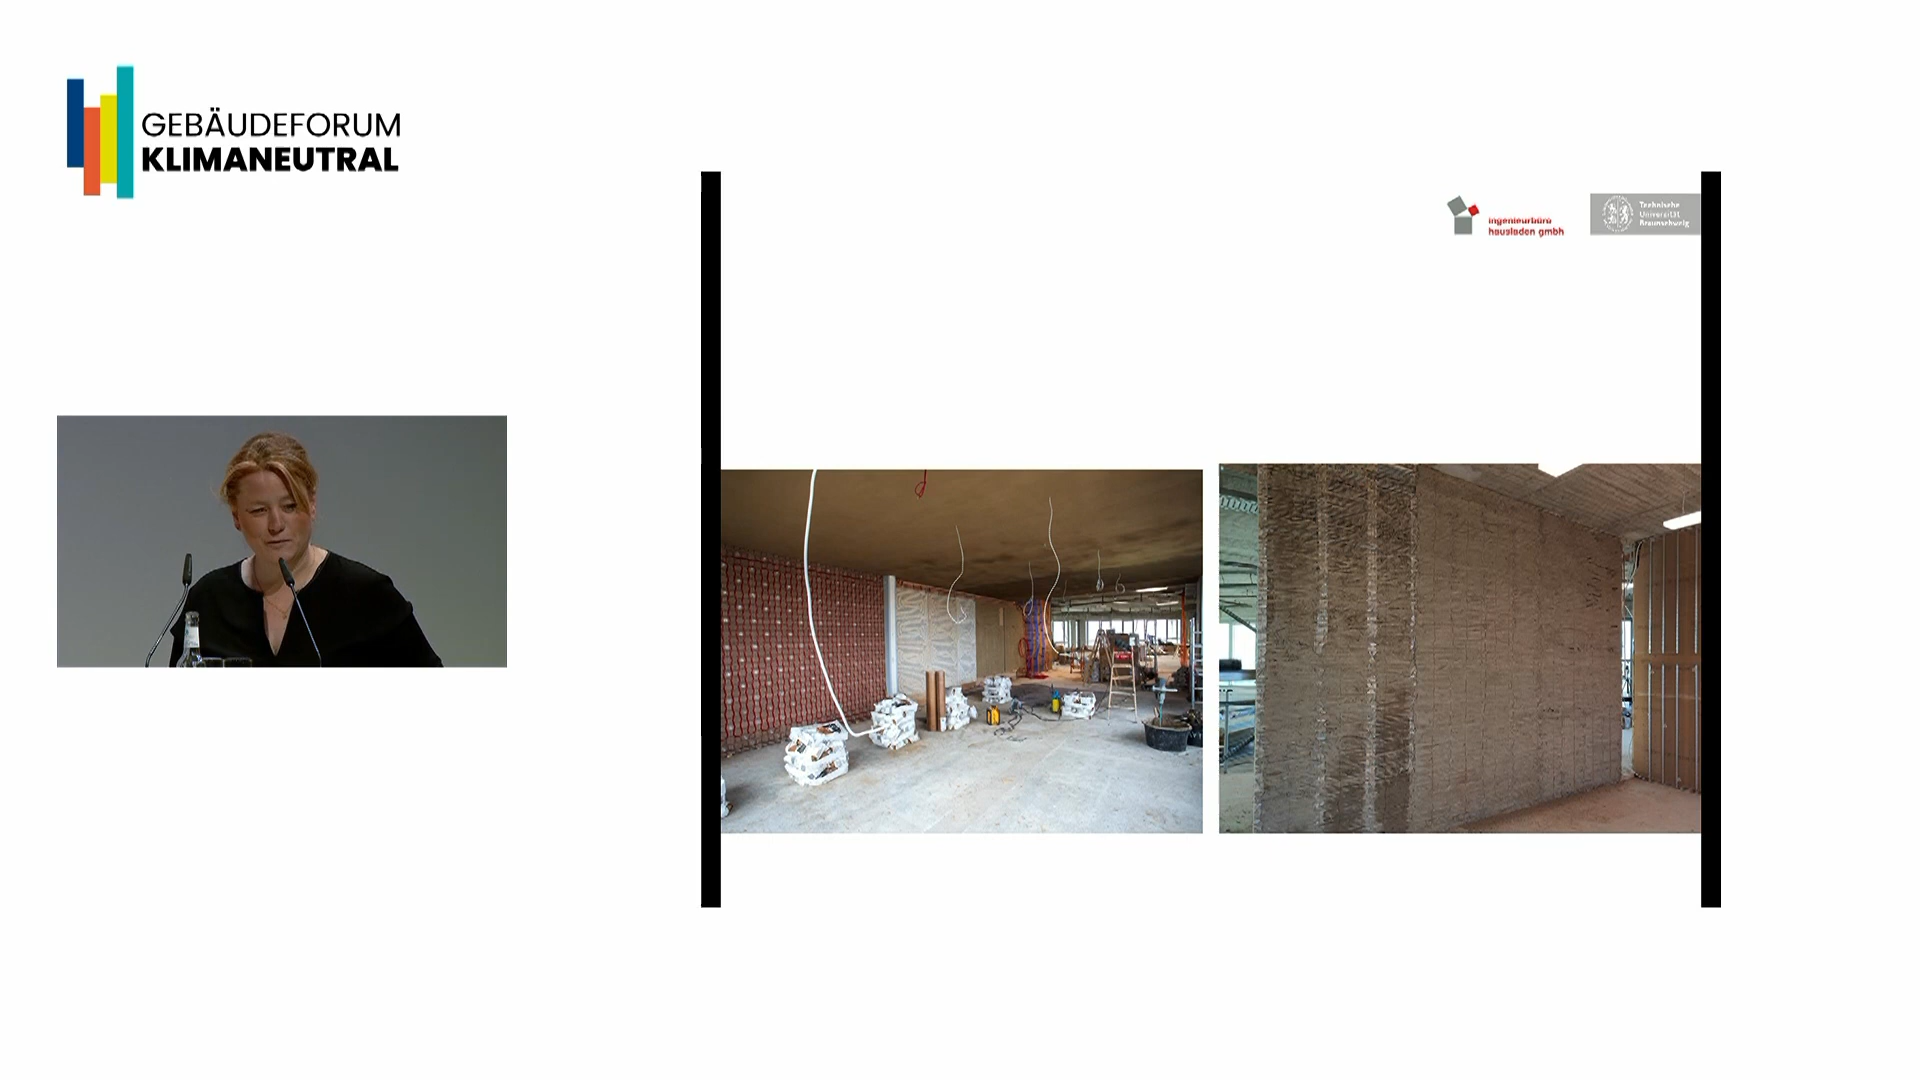 GEBÄUDEFORUM
KLIMANEUTRAL
ingenieurbüro
hausladen gmbh
Technische
Universität
Braunschweig